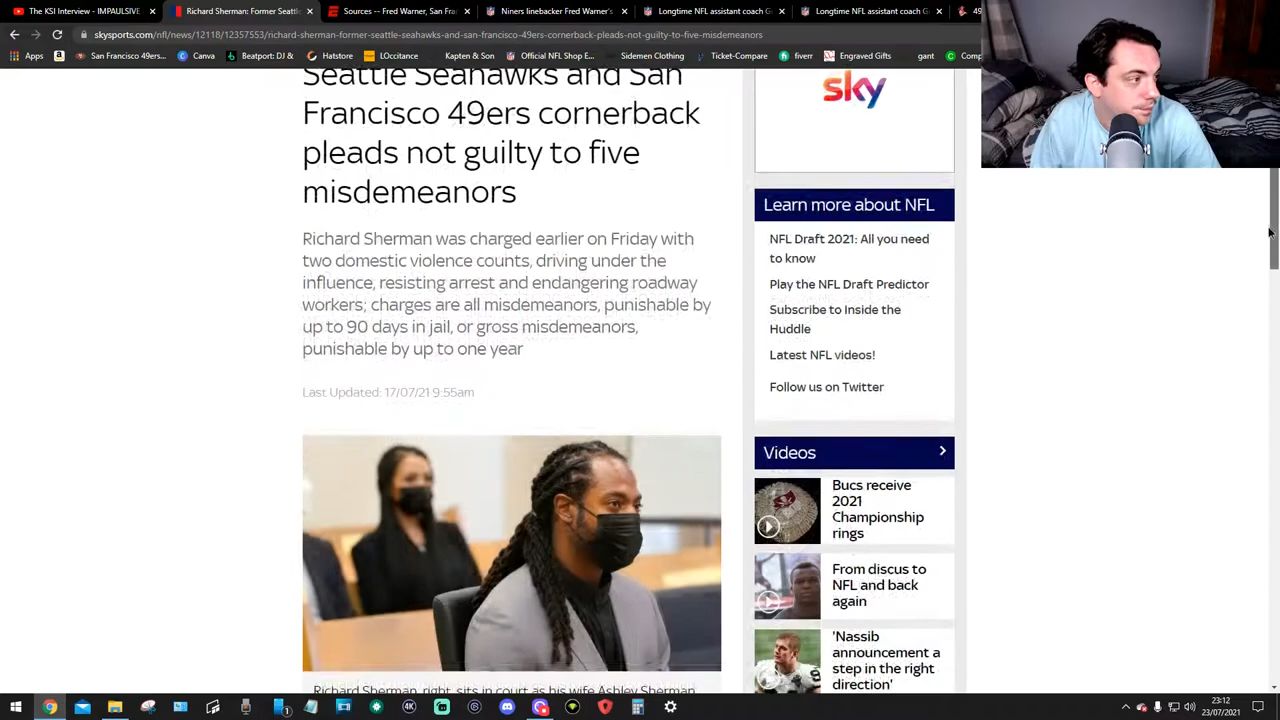 The KSI Interview - IMPAULSIVE
Richard Sherman: Former Seattle
Sources -- Fred Warner, San Fran
Niners linebacker Fred Warner's
Longtime NFL assistant coach G
Longtime NFL assistant coach G
49
skysports.com/nfl/news/12118/12357553/richard-sherman-former-seattle-seahawks-and-san-francisco-49ers-cornerback-pleads-not-guilty-to-five-misdemeanors
Apps
San Francisco 49ers...
Canva
Beatport: DJ &
Hatstore
LOccitane
Kapten & Son
Official NFL Shop E...
Sidemen Clothing
Ticket-Compare
fiverr
Engraved Gifts
gant
Comp
Seattle Seahawks and San
Francisco 49ers cornerback
pleads not guilty to five
misdemeanors
Richard Sherman was charged earlier on Friday with
two domestic violence counts, driving under the
influence, resisting arrest and endangering roadway
workers; charges are all misdemeanors, punishable by
up to 90 days in jail, or gross misdemeanors,
punishable by up to one year
Last Updated: 17/07/21 9:55am
Richard Sherman, right, sits in court as his wife Ashley Sherman
sky
Learn more about NFL
NFL Draft 2021: All you need
to know
Play the NFL Draft Predictor
Subscribe to Inside the
Huddle
Latest NFL videos!
Follow us on Twitter
Videos
Bucs receive
2021
Championship
rings
From discus to
NFL and back
again
'Nassib
announcement a
step in the right
direction'
23:12
23/07/2021